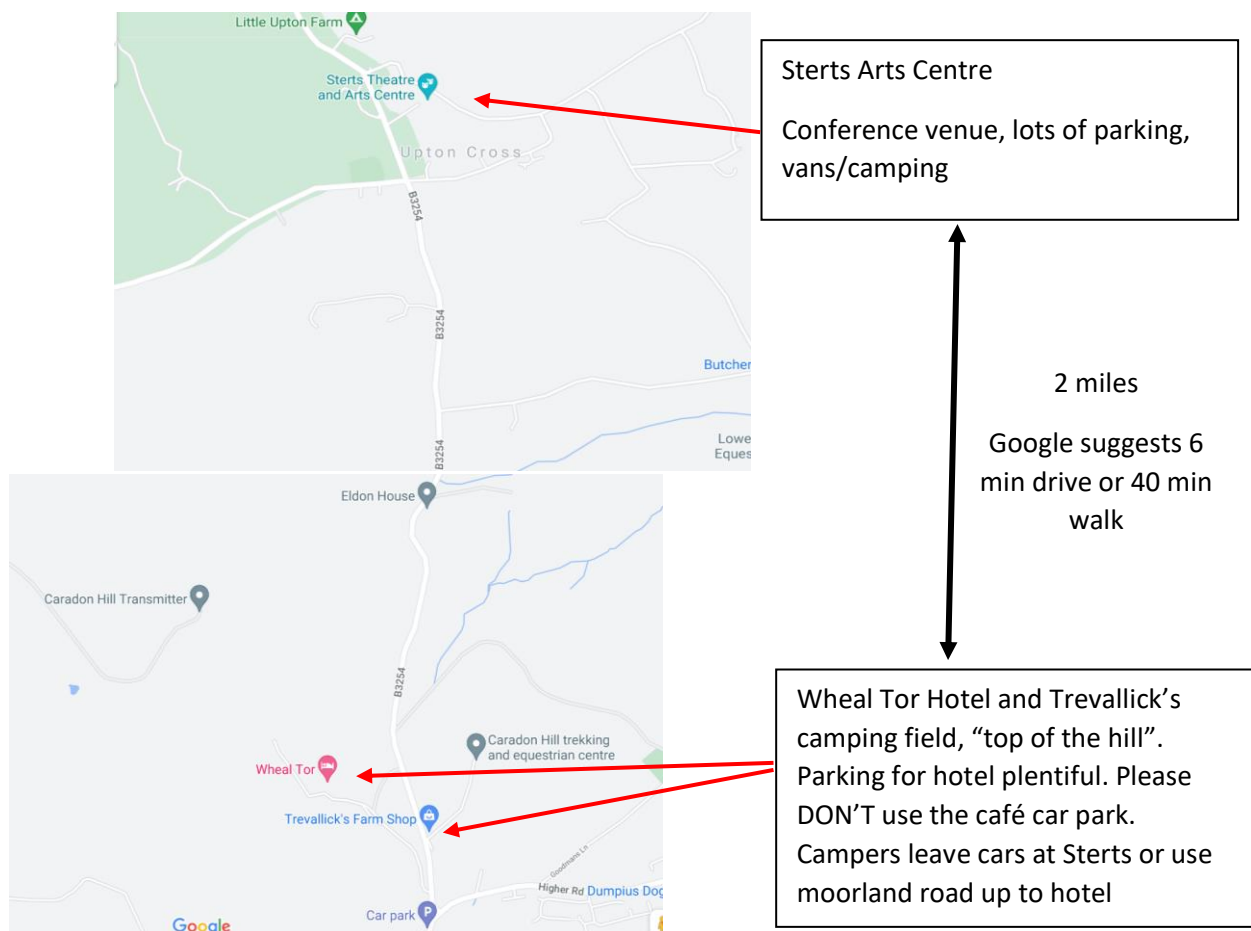 Little Upton Farm
Sterts Theatre
and Arts Centre
Upton Cross
B3254
B3254
Butcher
B3254
Lowe
Eques
Sterts Arts Centre
Conference venue, lots of parking,
vans/camping
2 miles
Google suggests 6
min drive or 40 min
walk
Eldon House
Caradon Hill Transmitter
B3254
Caradon Hill trekking
and equestrian centre
Wheal Tor
Trevallick's Farm Shop
Goodmans Ln
Higher Rd
Dumpius Dog
Car park
P
Google
Wheal Tor Hotel and Trevallick’s
camping field, “top of the hill”.
Parking for hotel plentiful. Please
DON’T use the café car park.
Campers leave cars at Sterts or use
moorland road up to hotel